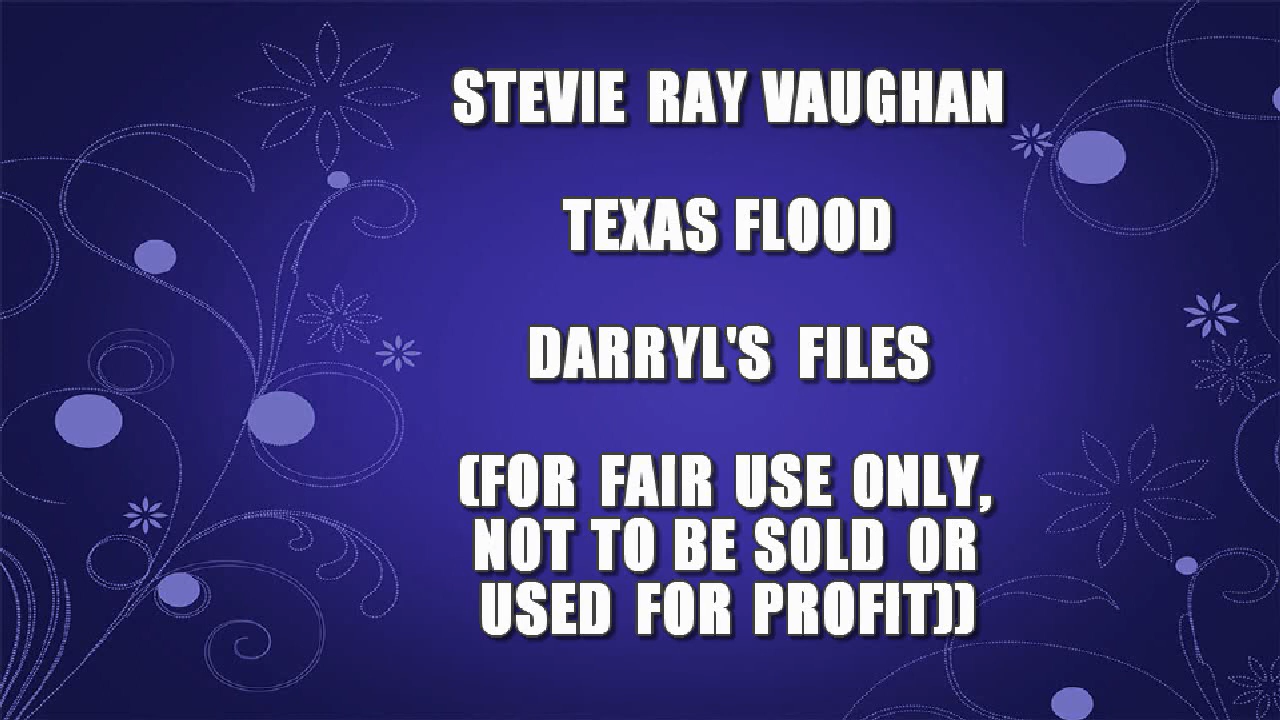 STEVIE RAY VAUGHAN
TEXAS FLOOD
DARRYL'S FILES
(FOR FAIR USE ONLY,
NOT TO BE SOLD OR
USED FOR PROFIT))